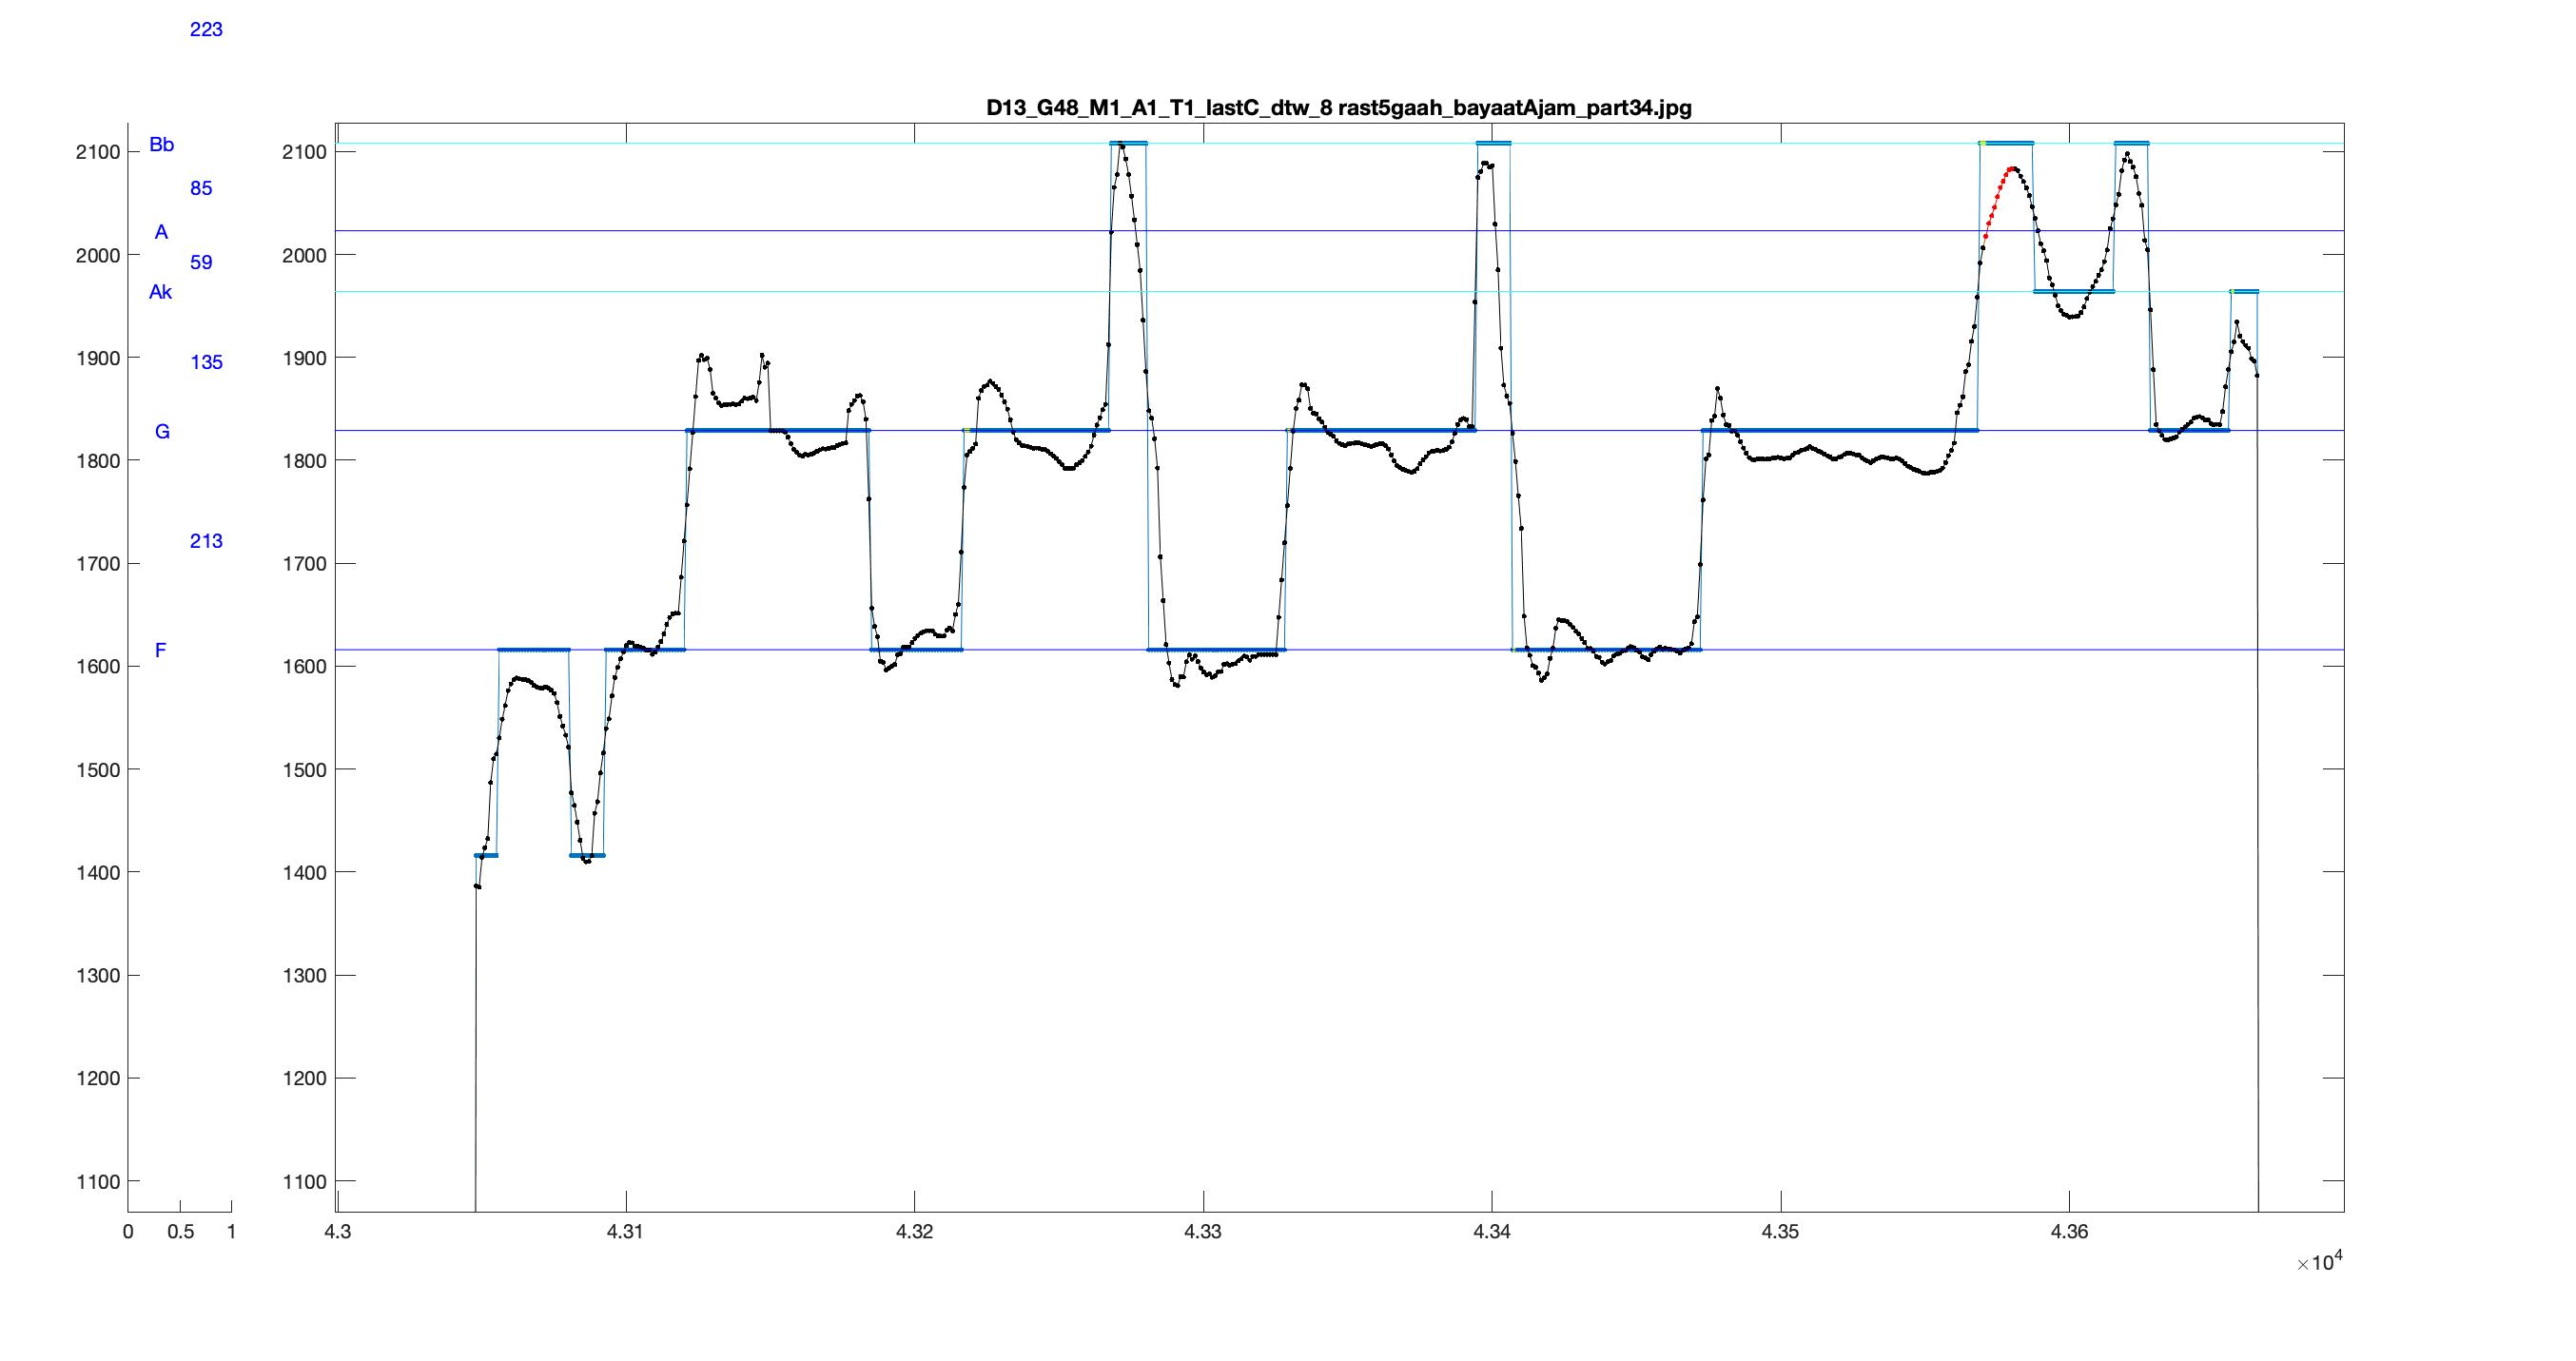 223
D13_G48_M1_A1_T1_lastC_dtw_8 rast5gaah_bayaatAjam_part34.jpg
2100 Bb 2100
85
A
2000 59 2000
Ak
1900 135 1900
G
1800 1800
213
1700 1700
F
1600 1600
1500 1500
1400 1400
1300 1300
1200 1200
1100 1100
0 0.5 1 4.3 4.31 4.32 4.33 4.34 4.35 4.36
×10^4